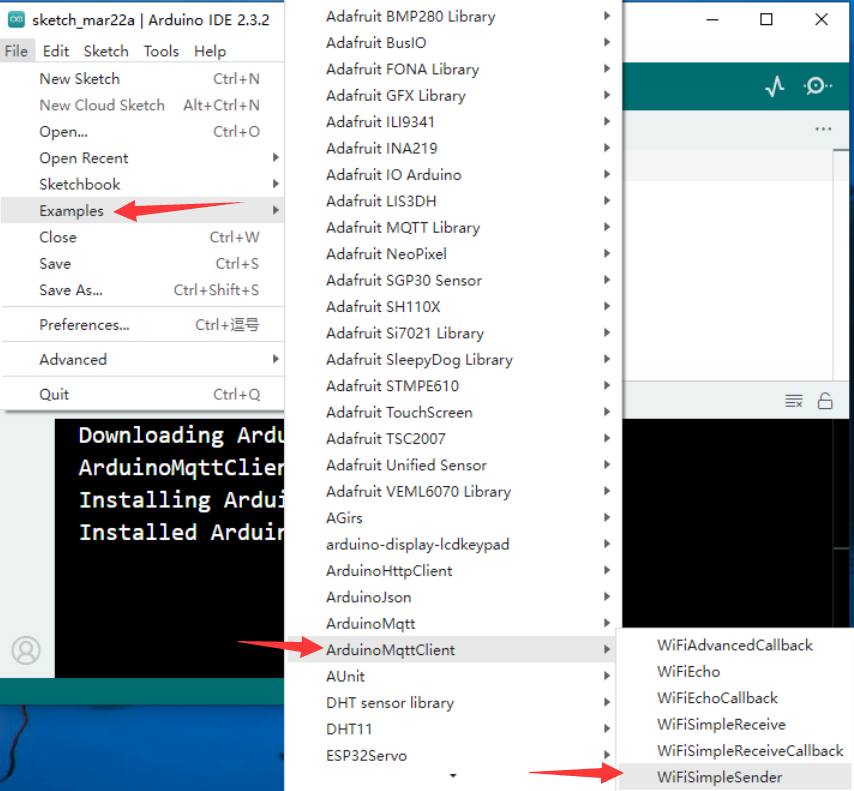 sketch_mar22a | Arduino IDE 2.3.2
File Edit Sketch Tools Help
New Sketch Ctrl+N
New Cloud Sketch Alt+Ctrl+N
Open... Ctrl+O
Open Recent
Sketchbook
Examples
Close Ctrl+W
Save Ctrl+S
Save As... Ctrl+Shift+S
Preferences... Ctrl+逗号
Advanced
Quit Ctrl+Q
Downloading Ardu
ArduinoMqttClien
Installing Ardui
Installed Arduin
Adafruit BMP280 Library
Adafruit BusIO
Adafruit FONA Library
Adafruit GFX Library
Adafruit ILI9341
Adafruit INA219
Adafruit IO Arduino
Adafruit LIS3DH
Adafruit MQTT Library
Adafruit NeoPixel
Adafruit SGP30 Sensor
Adafruit SH110X
Adafruit Si7021 Library
Adafruit SleepyDog Library
Adafruit STMPE610
Adafruit TouchScreen
Adafruit TSC2007
Adafruit Unified Sensor
Adafruit VEML6070 Library
AGirs
arduino-display-lcdkeypad
ArduinoHttpClient
ArduinoJson
ArduinoMqtt
ArduinoMqttClient
AUnit
DHT sensor library
DHT11
ESP32Servo
WiFiAdvancedCallback
WiFiEcho
WiFiEchoCallback
WiFiSimpleReceive
WiFiSimpleReceiveCallback
WiFiSimpleSender